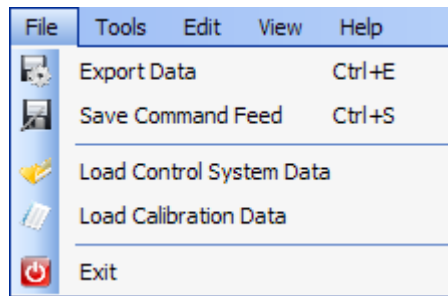 File Tools Edit View Help
Export Data Ctrl+E
Save Command Feed Ctrl+S
Load Control System Data
Load Calibration Data
Exit